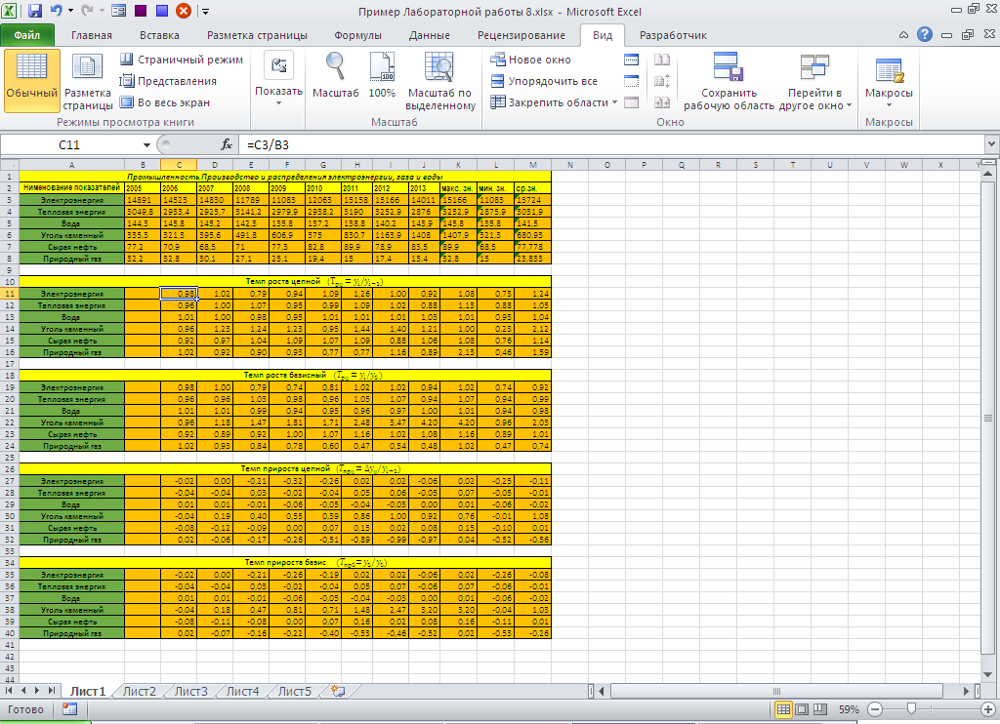 Пример Лабораторной работы 8.xlsx - Microsoft Excel
Файл Главная Вставка Разметка страницы Формулы Данные Рецензирование Вид Разработчик
Обычный Разметка страницы Страничный режим Представления Во весь экран Показать Масштаб 100% Масштаб по выделенному Новое окно Упорядочить все Закрепить области Сохранить рабочую область Перейти в другое окно Макросы
Режимы просмотра книги Масштаб Окно Макросы
C11 fx =C3/B3
A B C D E F G H I J K L M N O P Q R S T U V W X
1 Промышленность.Производство и распределения электроэнергии, газа и воды
2 Нименование показателей 2005 2006 2007 2008 2009 2010 2011 2012 2013 макс. зн. мин. зн. ср.зн.
3 Электроэнергия 14891 14523 14830 11789 11083 12063 15158 15166 14011 15166 11083 13724
4 Тепловая энергия 3049,8 2933,4 2925,7 3141,2 2979,9 2938,2 3190 3252,9 2876 3252,9 2875,9 3031,9
5 Вода 144,3 145,8 145,2 142,3 135,8 137,2 138,8 140,2 143,9 145,8 135,8 141,5
6 Уголь каменный 335,3 321,3 395,6 491,8 606,9 575 830,7 1163,9 1408 1407,9 321,3 680,93
7 Сырая нефть 77,2 70,9 68,5 71 77,3 82,8 89,9 78,9 83,5 89,9 68,5 77,778
8 Природный газ 32,2 32,8 30,1 27,1 25,1 19,4 15 17,4 15,4 32,8 15 23,833
9
10 Темп роста цепной
11 Электроэнергия 0,98 1,02 0,79 0,94 1,09 1,26 1,00 0,92 1,08 0,73 1,24
12 Тепловая энергия 0,96 1,00 1,07 0,95 0,99 1,09 1,02 0,88 1,13 0,88 1,05
13 Вода 1,01 1,00 0,98 0,95 1,01 1,01 1,01 1,03 1,01 0,93 1,04
14 Уголь каменный 0,96 1,23 1,24 1,23 0,95 1,44 1,40 1,21 1,00 0,23 2,12
15 Сырая нефть 0,92 0,97 1,04 1,09 1,07 1,09 0,88 1,06 1,08 0,76 1,14
16 Природный газ 1,02 0,92 0,90 0,93 0,77 0,77 1,16 0,89 2,13 0,46 1,59
17
18 Темп роста базисный
19 Электроэнергия 0,98 1,00 0,79 0,74 0,81 1,02 1,02 0,94 1,02 0,74 0,92
20 Тепловая энергия 0,96 0,96 1,03 0,98 0,96 1,05 1,07 0,94 1,07 0,94 0,99
21 Вода 1,01 1,01 0,99 0,94 0,95 0,96 0,97 1,00 1,01 0,94 0,98
22 Уголь каменный 0,96 1,18 1,47 1,81 1,71 2,48 3,47 4,20 4,20 0,96 2,03
23 Сырая нефть 0,92 0,89 0,92 1,00 1,07 1,16 1,02 1,08 1,16 0,89 1,01
24 Природный газ 1,02 0,93 0,84 0,78 0,60 0,47 0,54 0,48 1,02 0,47 0,74
25
26 Темп прироста цепной
27 Электроэнергия -0,02 0,00 -0,21 -0,32 -0,26 0,02 0,02 -0,06 0,02 -0,25 -0,11
28 Тепловая энергия -0,04 -0,04 0,03 -0,02 -0,04 0,05 0,06 -0,05 0,07 -0,05 -0,01
29 Вода 0,01 0,01 -0,01 -0,06 -0,05 -0,04 -0,03 0,00 0,01 -0,06 -0,02
30 Уголь каменный -0,04 0,19 0,40 0,55 0,39 0,86 1,00 0,92 0,76 -0,01 1,08
31 Сырая нефть -0,08 -0,12 -0,09 0,00 0,07 0,15 0,02 0,08 0,15 -0,10 0,01
32 Природный газ 0,02 -0,06 -0,17 -0,26 -0,51 -0,89 -0,99 -0,97 0,04 -0,52 -0,56
33
34 Темп прироста базис
35 Электроэнергия -0,02 0,00 -0,21 -0,26 -0,19 0,02 0,02 -0,06 0,02 -0,26 -0,08
36 Тепловая энергия -0,04 -0,04 0,03 -0,02 -0,04 0,05 0,07 -0,06 0,07 -0,06 -0,01
37 Вода 0,01 0,01 -0,01 -0,06 -0,05 -0,04 -0,03 0,00 0,01 -0,06 -0,02
38 Уголь каменный -0,04 0,18 0,47 0,81 0,71 1,48 2,47 3,20 3,20 -0,04 1,03
39 Сырая нефть -0,08 -0,11 -0,08 0,00 0,07 0,16 0,02 0,08 0,16 -0,11 0,01
40 Природный газ 0,02 -0,07 -0,16 -0,22 -0,40 -0,53 -0,46 -0,52 0,02 -0,53 -0,26
41
42
43
44
Лист1 Лист2 Лист3 Лист4 Лист5
Готово 59%